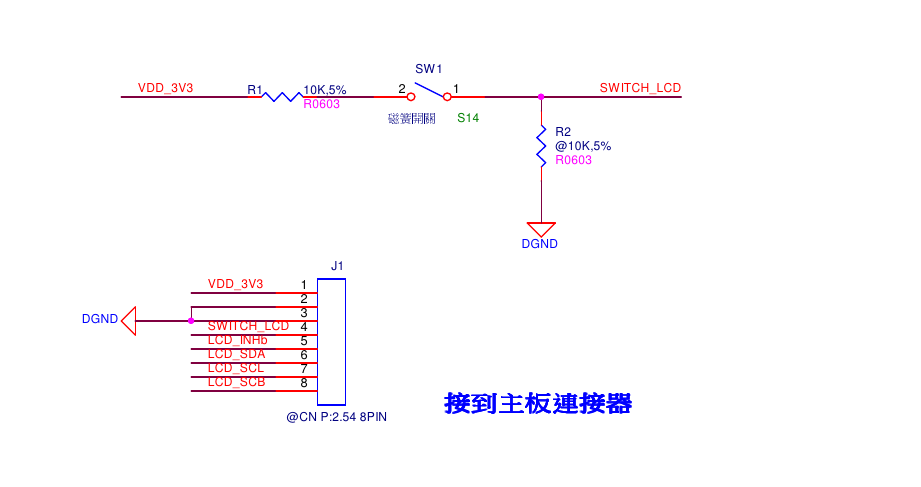 SW1
VDD_3V3 R1 10K,5% 2 1 SWITCH_LCD
R0603
磁簧開關 S14
R2
@10K,5%
R0603
DGND
J1
VDD_3V3 1
2
DGND 3
SWITCH_LCD 4
LCD_INHb 5
LCD_SDA 6
LCD_SCL 7
LCD_SCB 8
接到主板連接器
@CN P:2.54 8PIN